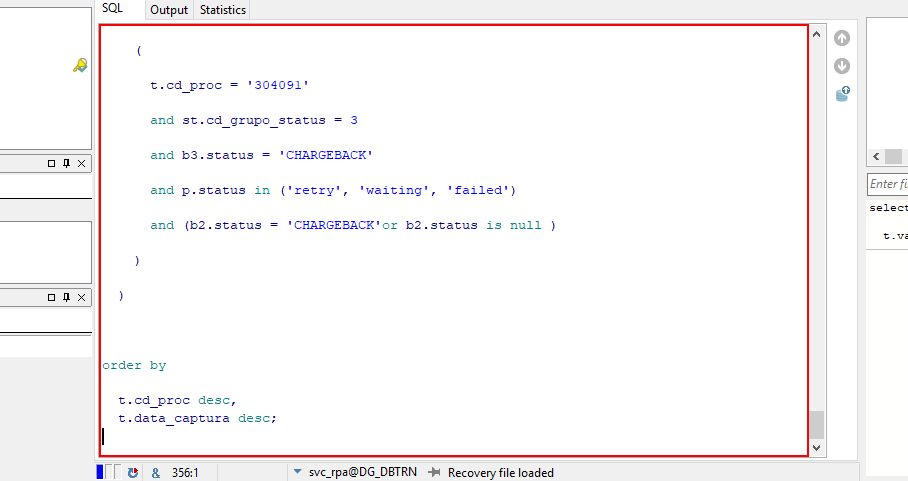 SQL Output Statistics
(
t.cd_proc = '304091'
and st.cd_grupo_status = 3
and b3.status = 'CHARGEBACK'
and p.status in ('retry', 'waiting', 'failed')
and (b2.status = 'CHARGEBACK'or b2.status is null )
)
)
order by
t.cd_proc desc,
t.data_captura desc;
& 356:1 svc_rpa@DG_DBTRN Recovery file loaded
Enter fi
select
t.va